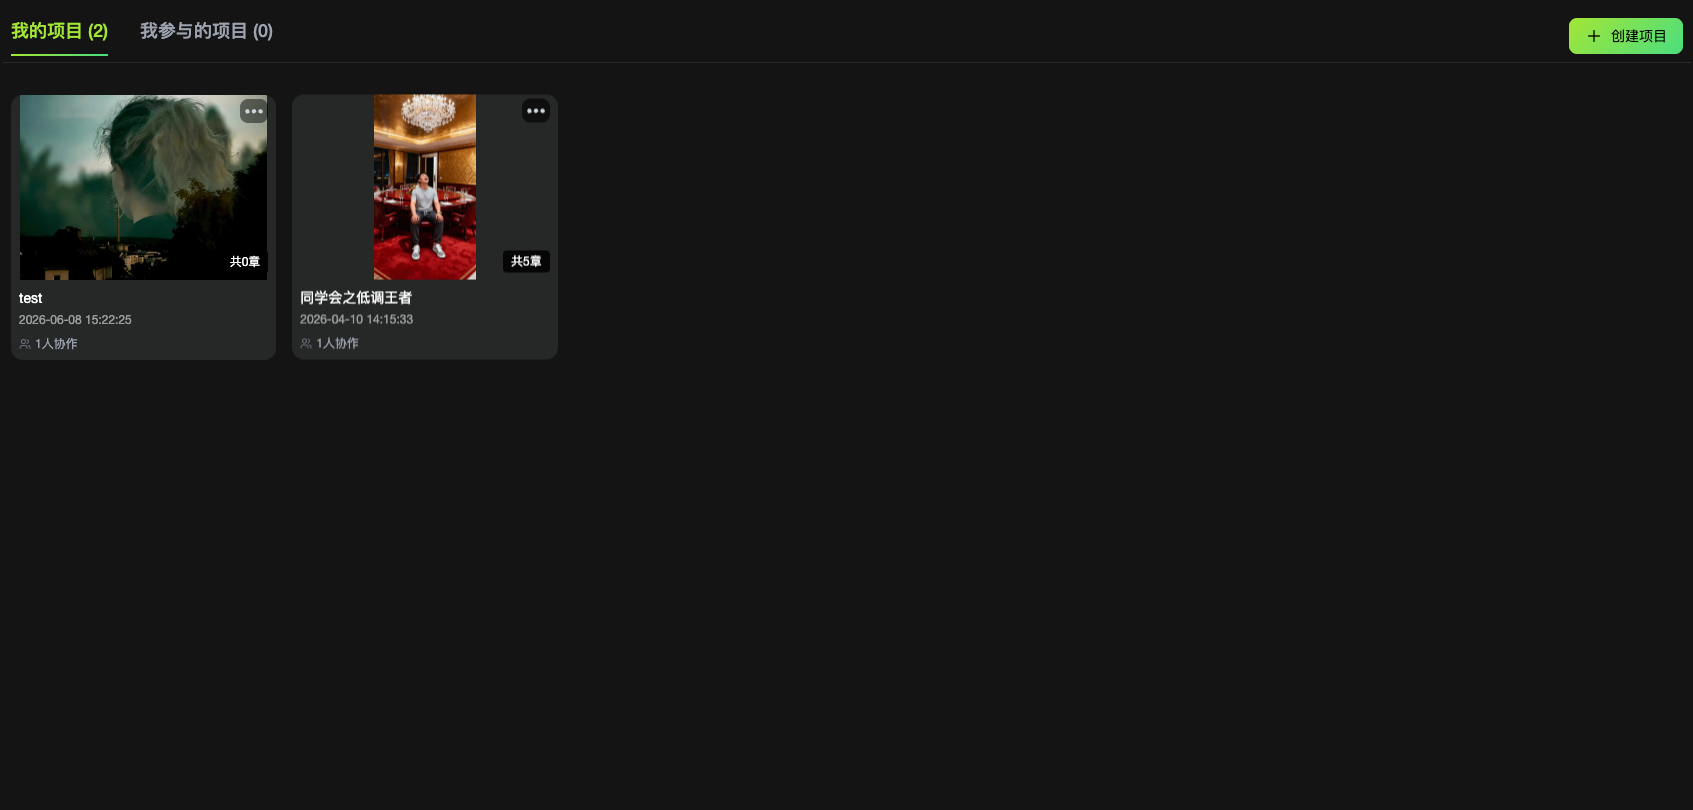 我的项目 (2)
我参与的项目 (0)
创建项目
共0章
test
2026-06-08 15:22:25
1人协作
共5章
同学会之低调王者
2026-04-10 14:15:33
1人协作